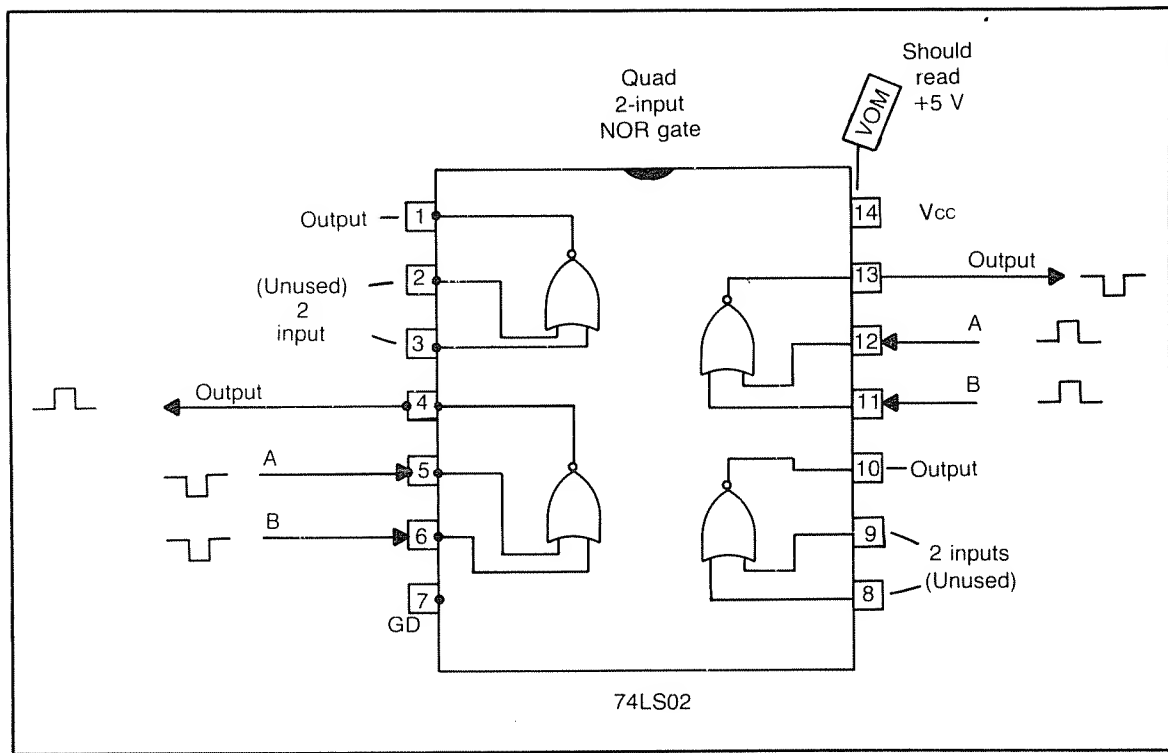 Quad
2-input
NOR gate
Should
read
+5 V
VOM
Output
1
(Unused)
2
input
2
3
Output
4
A
5
B
6
7
GD
14
Vcc
13
Output
12
A
11
B
10
Output
9
2 inputs
(Unused)
8
74LS02